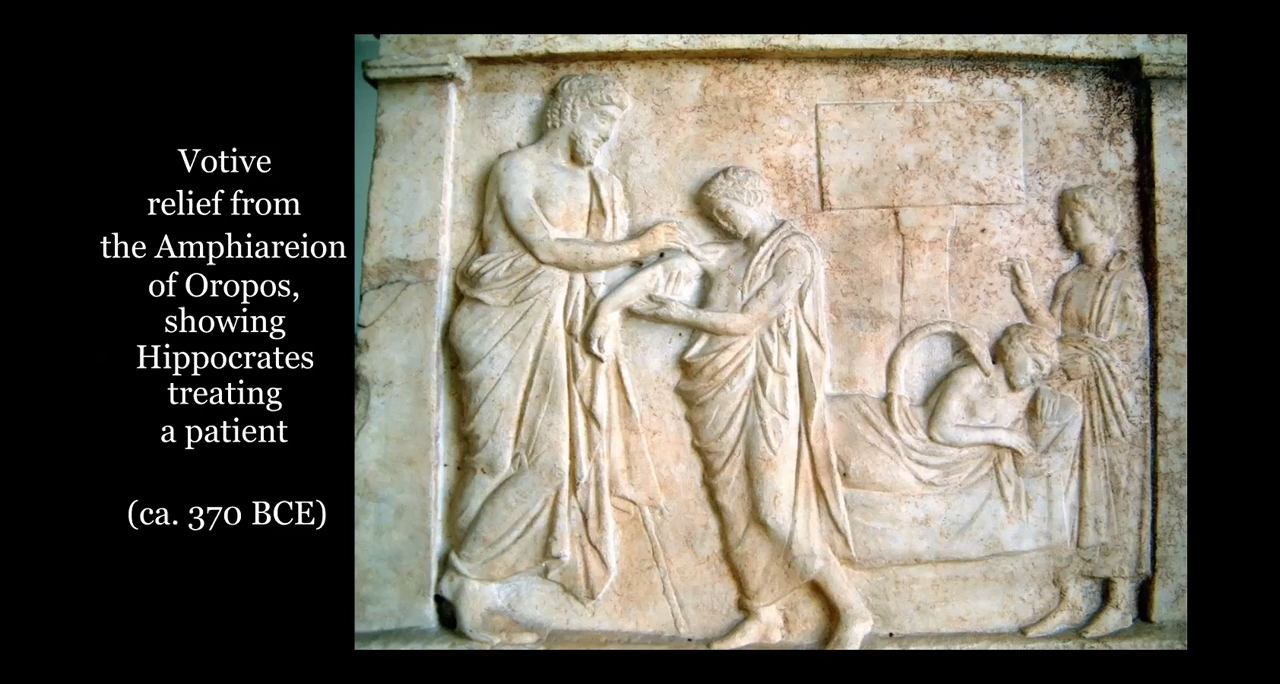 Votive
relief from
the Amphiareion
of Oropos,
showing
Hippocrates
treating
a patient
(ca. 370 BCE)